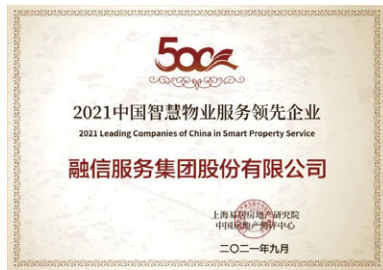 500
2021中国智慧物业服务领先企业
2021 Leading Companies of China in Smart Property Service
融信服务集团股份有限公司
上海易居房地产研究院
中国房地产测评中心
二〇二一年九月